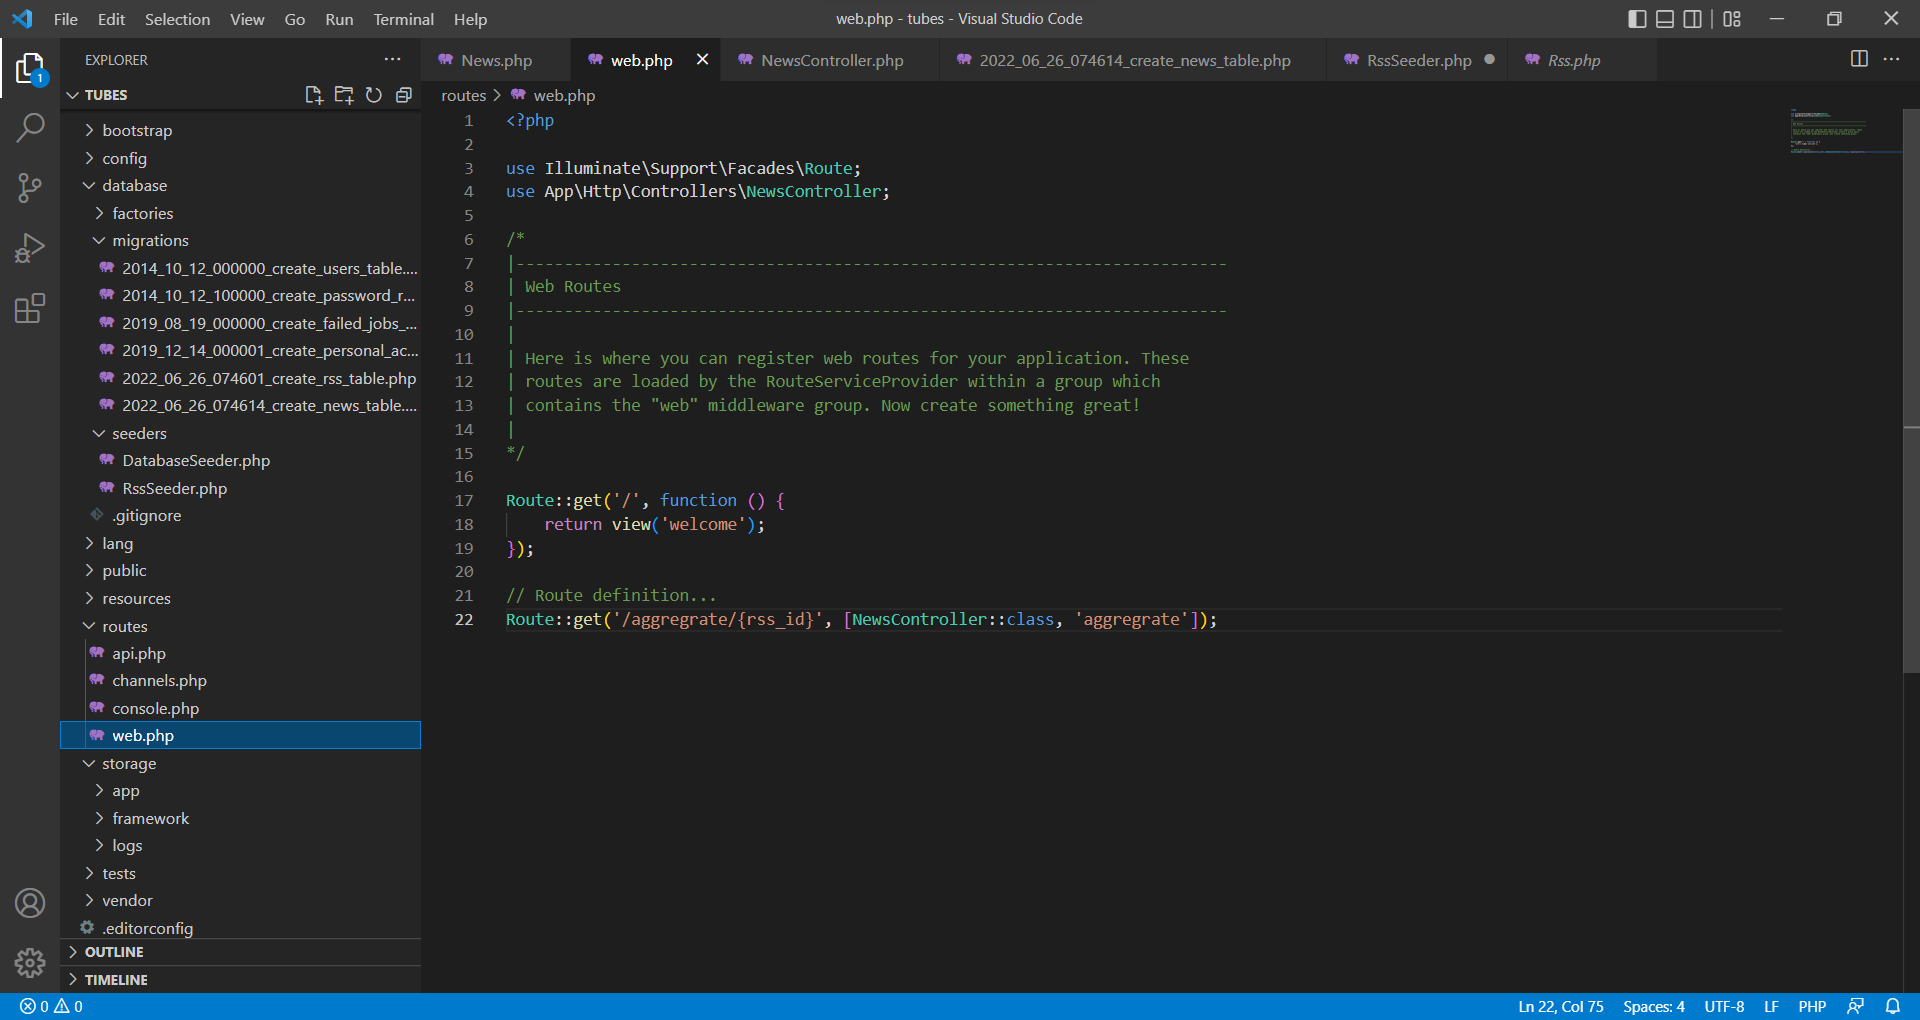 File Edit Selection View Go Run Terminal Help
web.php - tubes - Visual Studio Code
EXPLORER
TUBES
bootstrap
config
database
factories
migrations
2014_10_12_000000_create_users_table....
2014_10_12_100000_create_password_r...
2019_08_19_000000_create_failed_jobs_...
2019_12_14_000001_create_personal_ac...
2022_06_26_074601_create_rss_table.php
2022_06_26_074614_create_news_table....
seeders
DatabaseSeeder.php
RssSeeder.php
.gitignore
lang
public
resources
routes
api.php
channels.php
console.php
web.php
storage
app
framework
logs
tests
vendor
.editorconfig
OUTLINE
TIMELINE
1
News.php web.php NewsController.php 2022_06_26_074614_create_news_table.php RssSeeder.php Rss.php
routes > web.php
1 <?php
2
3 use Illuminate\Support\Facades\Route;
4 use App\Http\Controllers\NewsController;
5
6 /*
7 |--------------------------------------------------------------------------
8 | Web Routes
9 |--------------------------------------------------------------------------
10 |
11 | Here is where you can register web routes for your application. These
12 | routes are loaded by the RouteServiceProvider within a group which
13 | contains the "web" middleware group. Now create something great!
14 |
15 */
16
17 Route::get('/', function () {
18 return view('welcome');
19 });
20
21 // Route definition...
22 Route::get('/aggregrate/{rss_id}', [NewsController::class, 'aggregrate']);
0 0
Ln 22, Col 75 Spaces: 4 UTF-8 LF PHP